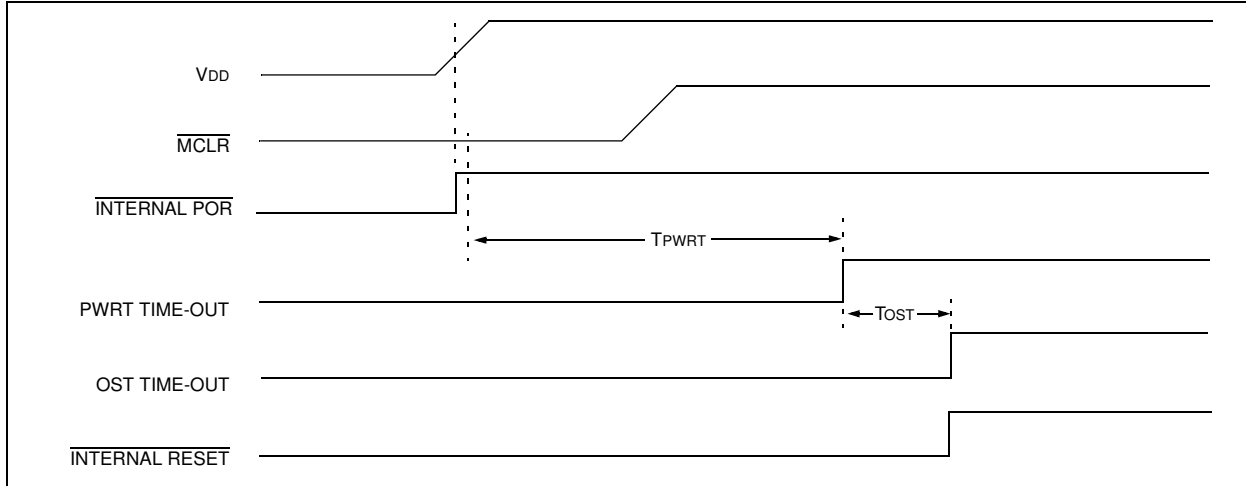 VDD
MCLR
INTERNAL POR
TPWRT
PWRT TIME-OUT
TOST
OST TIME-OUT
INTERNAL RESET